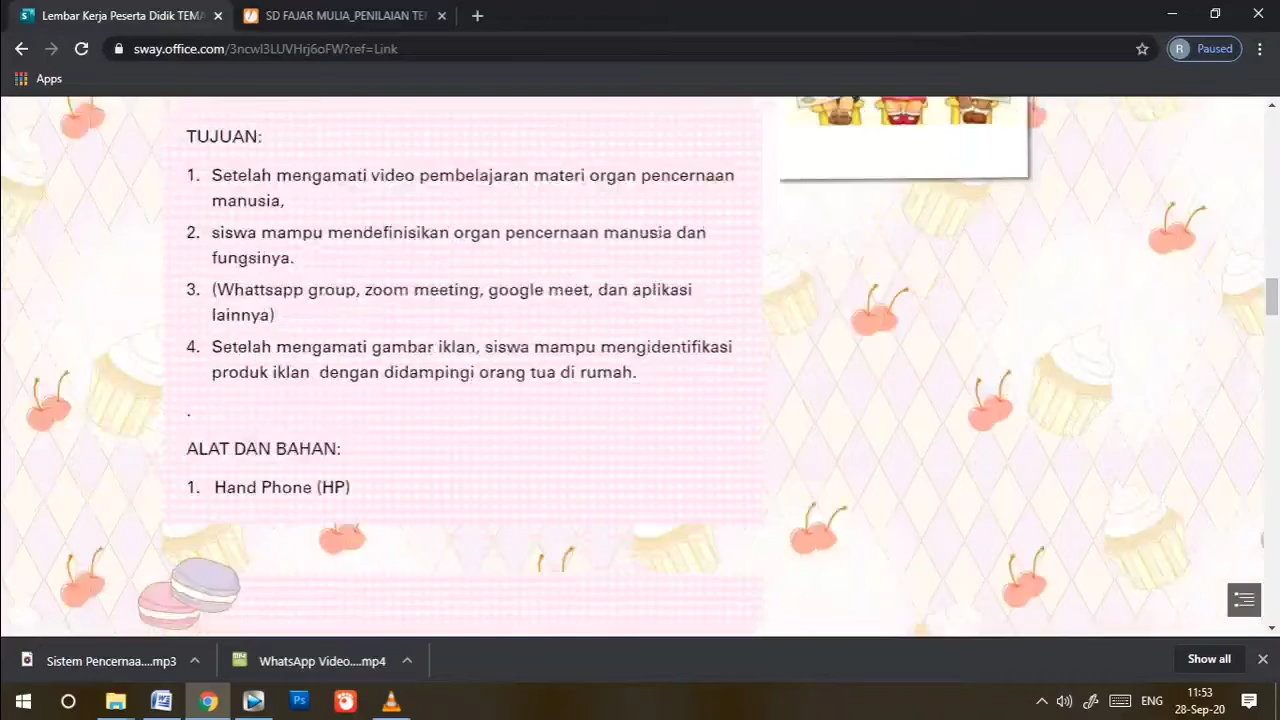 Lembar Kerja Peserta Didik TEMA
SD FAJAR MULIA_PENILAIAN TE
sway.office.com/3ncwI3LUVHrj6oFW?ref=Link
R Paused
Apps
TUJUAN:
1. Setelah mengamati video pembelajaran materi organ pencernaan
manusia,
2. siswa mampu mendefinisikan organ pencernaan manusia dan
fungsinya.
3. (Whattsapp group, zoom meeting, google meet, dan aplikasi
lainnya)
4. Setelah mengamati gambar iklan, siswa mampu mengidentifikasi
produk iklan dengan didampingi orang tua di rumah.
.
ALAT DAN BAHAN:
1. Hand Phone (HP)
Sistem Pencernaa....mp3
WhatsApp Video....mp4
Show all
Ps
ENG
11:53
28-Sep-20